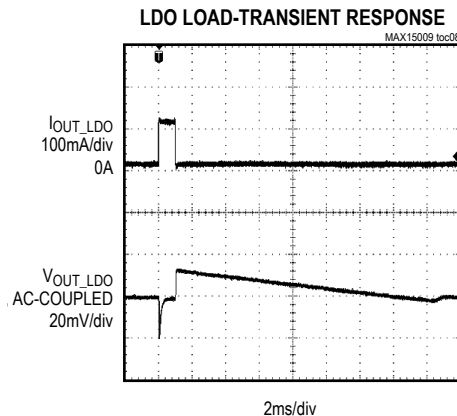 LDO LOAD-TRANSIENT RESPONSE
MAX15009 toc08
T
IOUT_LDO
100mA/div
0A
VOUT_LDO
AC-COUPLED
20mV/div
2ms/div